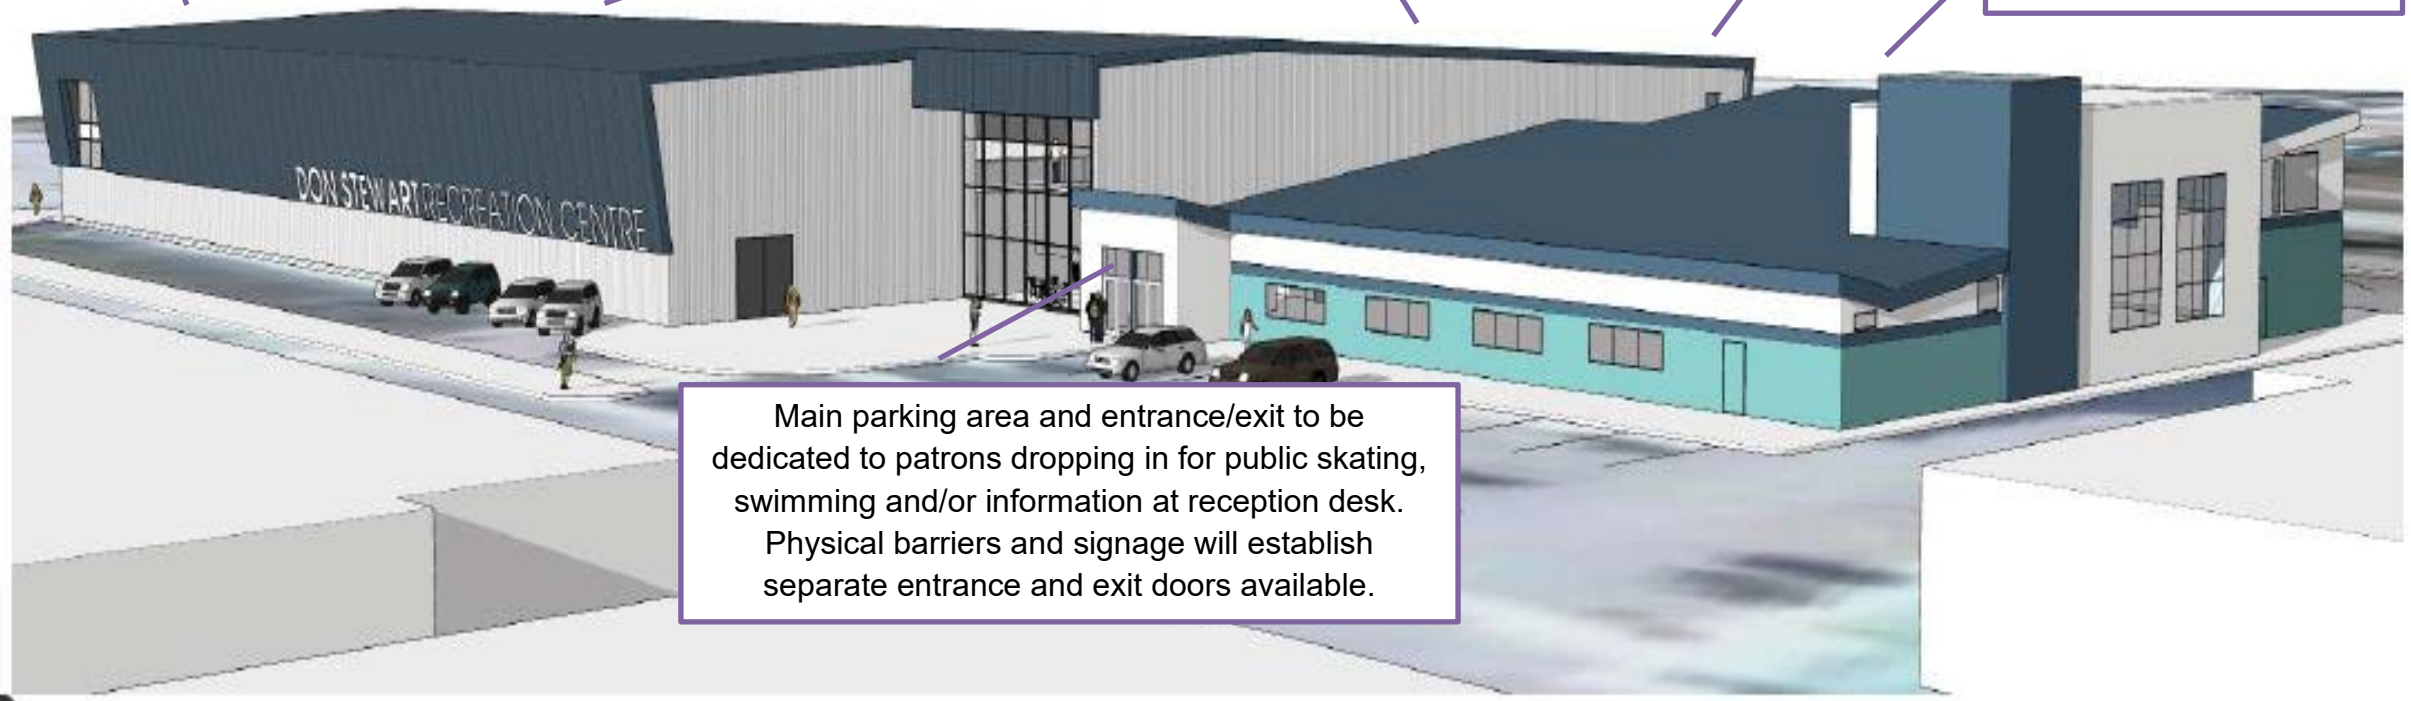 DON STEWART RECREATION CENTRE
Main parking area and entrance/exit to be
dedicated to patrons dropping in for public skating,
swimming and/or information at reception desk.
Physical barriers and signage will establish
separate entrance and exit doors available.